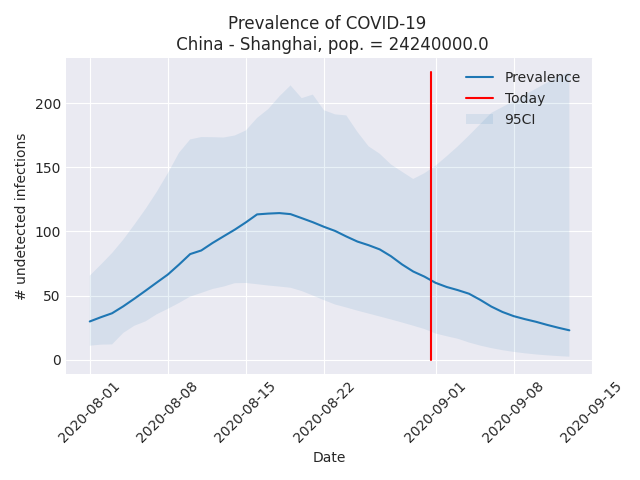 Prevalence of COVID-19
China - Shanghai, pop. = 24240000.0
Prevalence
Today
95CI
# undetected infections
200
150
100
50
0
2020-08-01
2020-08-08
2020-08-15
2020-08-22
2020-09-01
2020-09-08
2020-09-15
Date